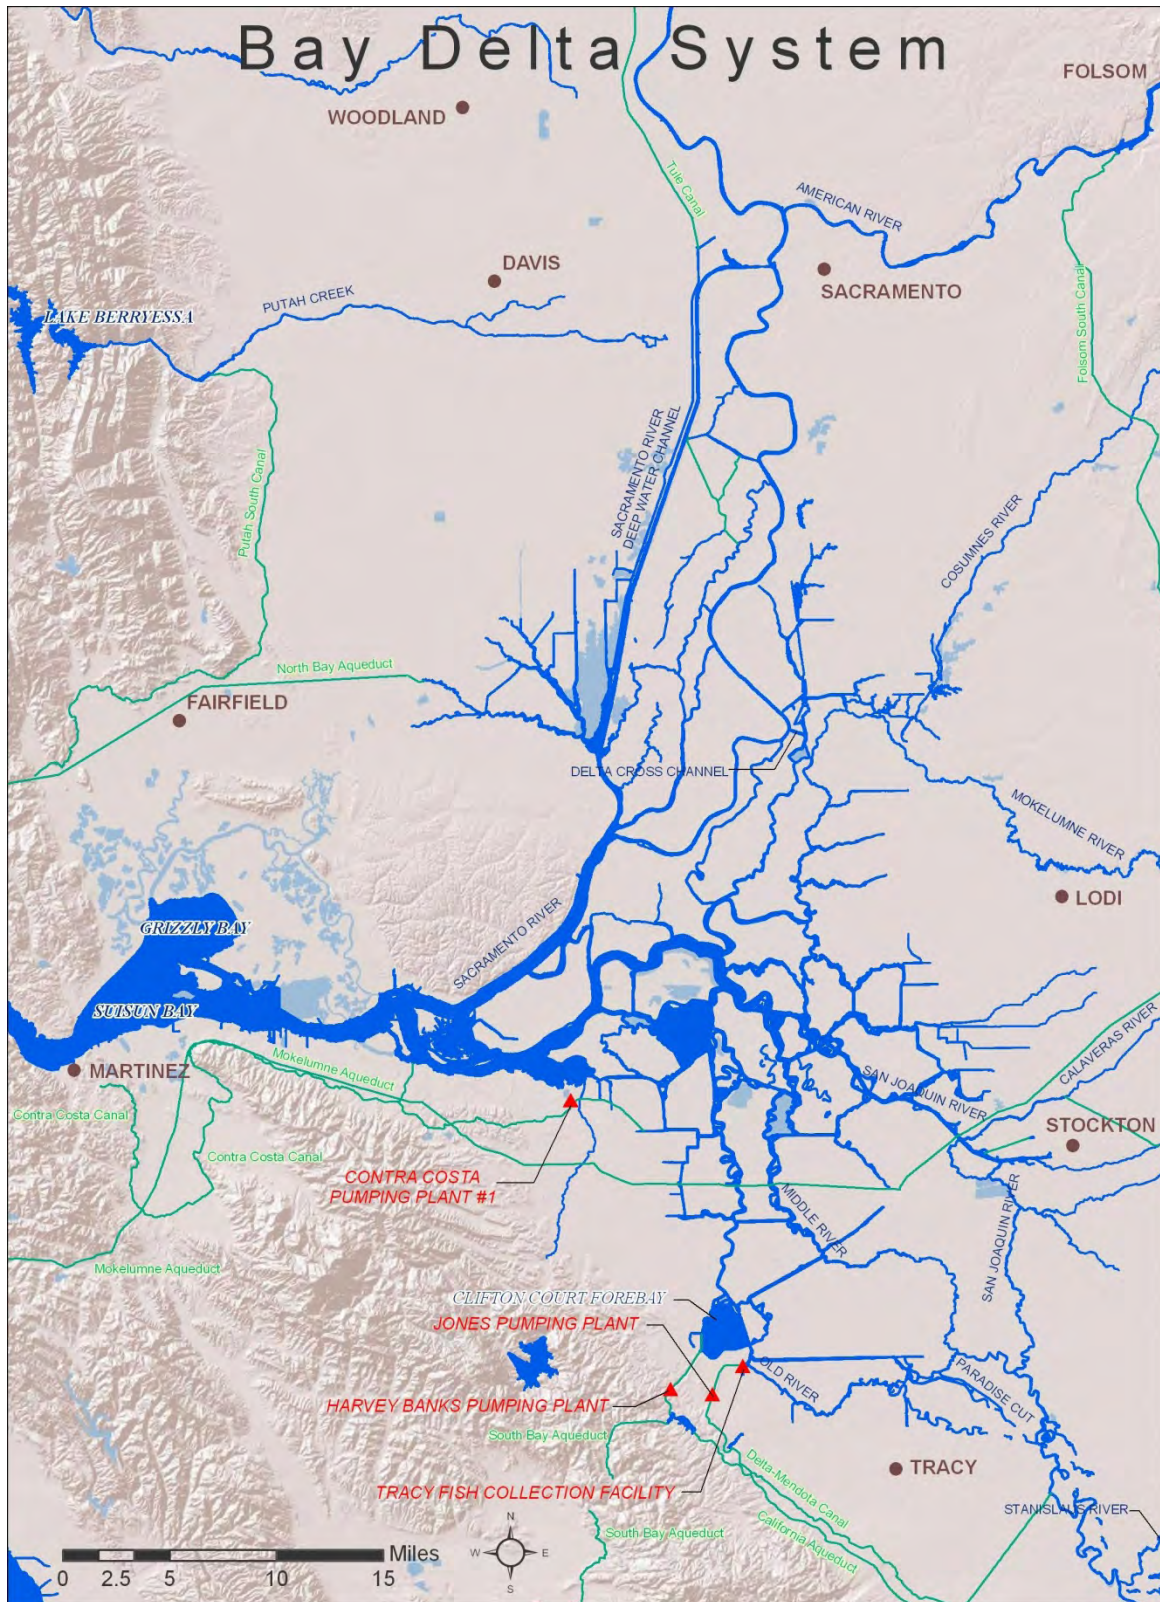 Bay Delta System
FOLSOM
WOODLAND
Tule Canal
AMERICAN RIVER
DAVIS
SACRAMENTO
PUTAH CREEK
LAKE BERRYESSA
Folsom South Canal
SACRAMENTO RIVER
DEEP WATER CHANNEL
Putah South Canal
COSUMNES RIVER
North Bay Aqueduct
FAIRFIELD
DELTA CROSS CHANNEL
MOKELUMNE RIVER
LODI
GRIZZLY BAY
SACRAMENTO RIVER
SUISUN BAY
CALAVERAS RIVER
Mokelumne Aqueduct
MARTINEZ
SAN JOAQUIN RIVER
Contra Costa Canal
STOCKTON
Contra Costa Canal
CONTRA COSTA
PUMPING PLANT #1
MIDDLE RIVER
SAN JOAQUIN RIVER
Mokelumne Aqueduct
CLIFTON COURT FOREBAY
JONES PUMPING PLANT
OLD RIVER
PARADISE CUT
HARVEY BANKS PUMPING PLANT
South Bay Aqueduct
TRACY
Delta-Mendota Canal
TRACY FISH COLLECTION FACILITY
California Aqueduct
STANISLAUS RIVER
South Bay Aqueduct
N
W E
S
Miles
0 2.5 5 10 15